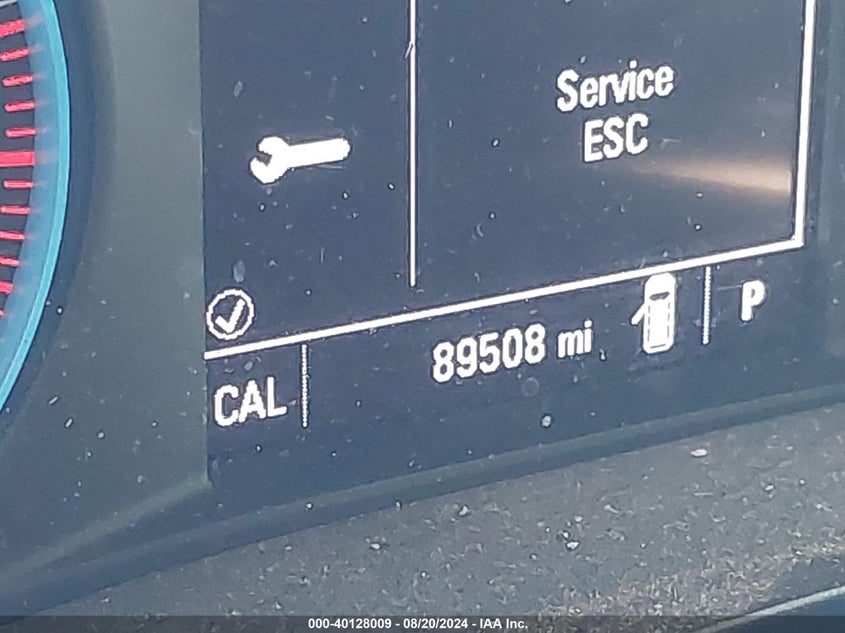 Service
ESC
89508 mi
P
CAL
000-40128009 - 08/20/2024 - IAA Inc.